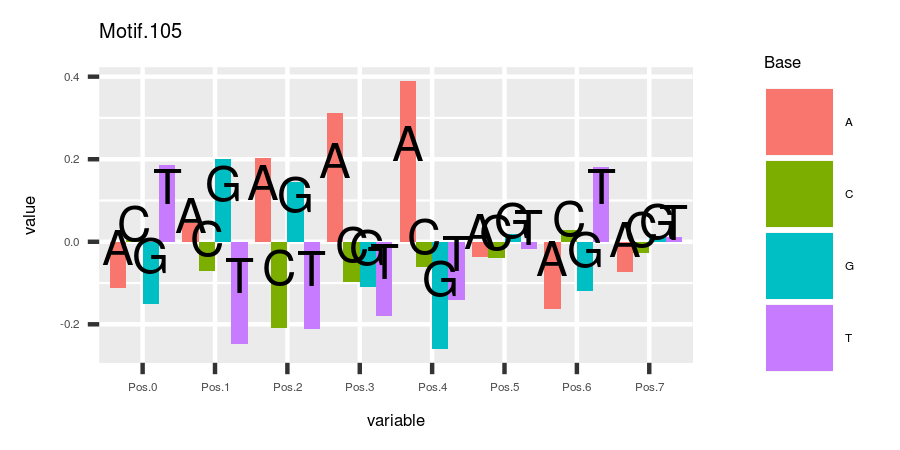 Motif.105
value
0.4
0.2
0.0
-0.2
A C G T A C G T A C G T A C G T A C G T A C G T A C G T A C G T
Pos.0 Pos.1 Pos.2 Pos.3 Pos.4 Pos.5 Pos.6 Pos.7
variable
Base
A
C
G
T